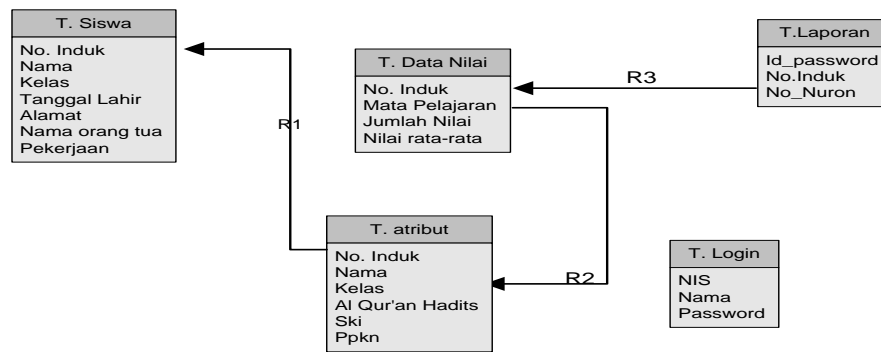 T. Siswa
No. Induk
Nama
Kelas
Tanggal Lahir
Alamat
Nama orang tua
Pekerjaan
R1
T. Data Nilai
No. Induk
Mata Pelajaran
Jumlah Nilai
Nilai rata-rata
R3
T.Laporan
Id_password
No.Induk
No_Nuron
T. atribut
No. Induk
Nama
Kelas
Al Qur'an Hadits
Ski
Ppkn
R2
T. Login
NIS
Nama
Password